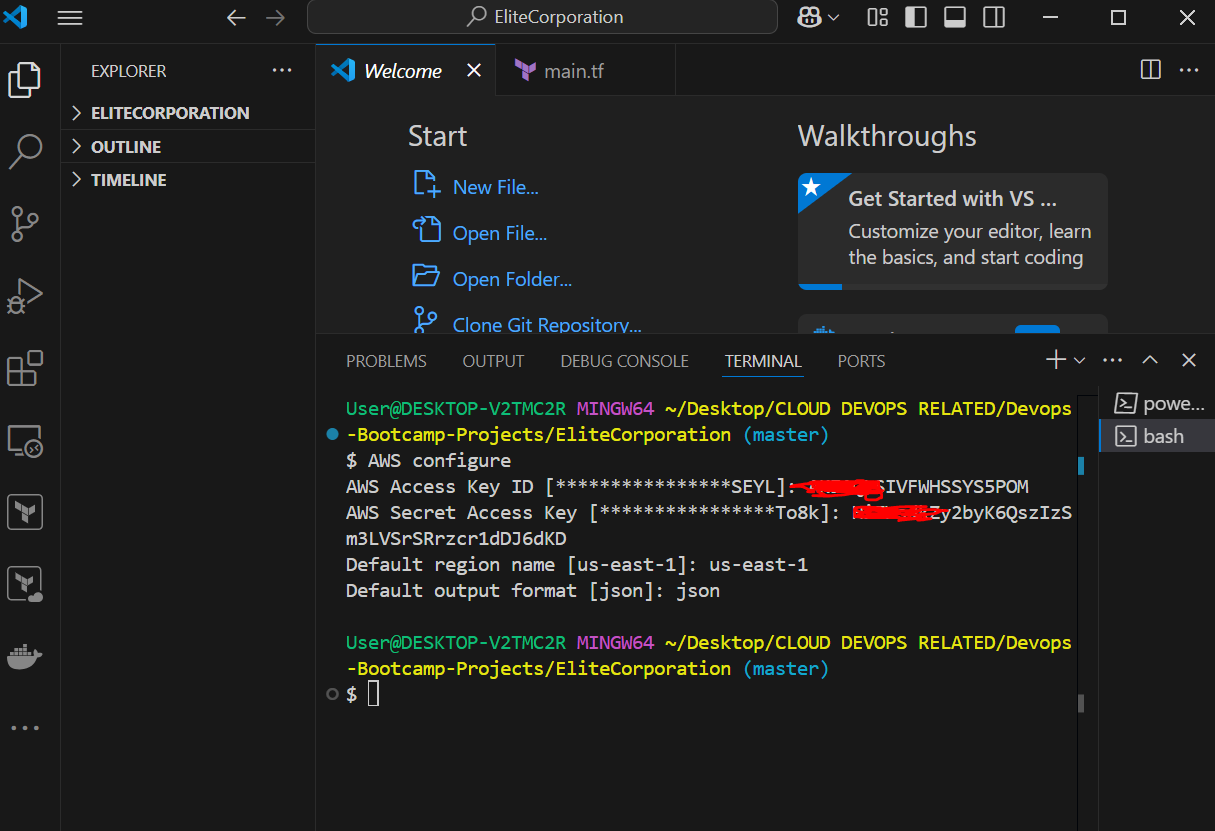 EliteCorporation
EXPLORER
ELITECORPORATION
OUTLINE
TIMELINE
Welcome
main.tf
Start
New File...
Open File...
Open Folder...
Clone Git Repository...
Walkthroughs
Get Started with VS ...
Customize your editor, learn
the basics, and start coding
PROBLEMS OUTPUT DEBUG CONSOLE TERMINAL PORTS
User@DESKTOP-V2TMC2R MINGW64 ~/Desktop/CLOUD DEVOPS RELATED/Devops
-Bootcamp-Projects/EliteCorporation (master)
$ AWS configure
AWS Access Key ID [****************SEYL]:
AWS Secret Access Key [****************To8k]:
Default region name [us-east-1]: us-east-1
Default output format [json]: json
User@DESKTOP-V2TMC2R MINGW64 ~/Desktop/CLOUD DEVOPS RELATED/Devops
-Bootcamp-Projects/EliteCorporation (master)
$
powe...
bash